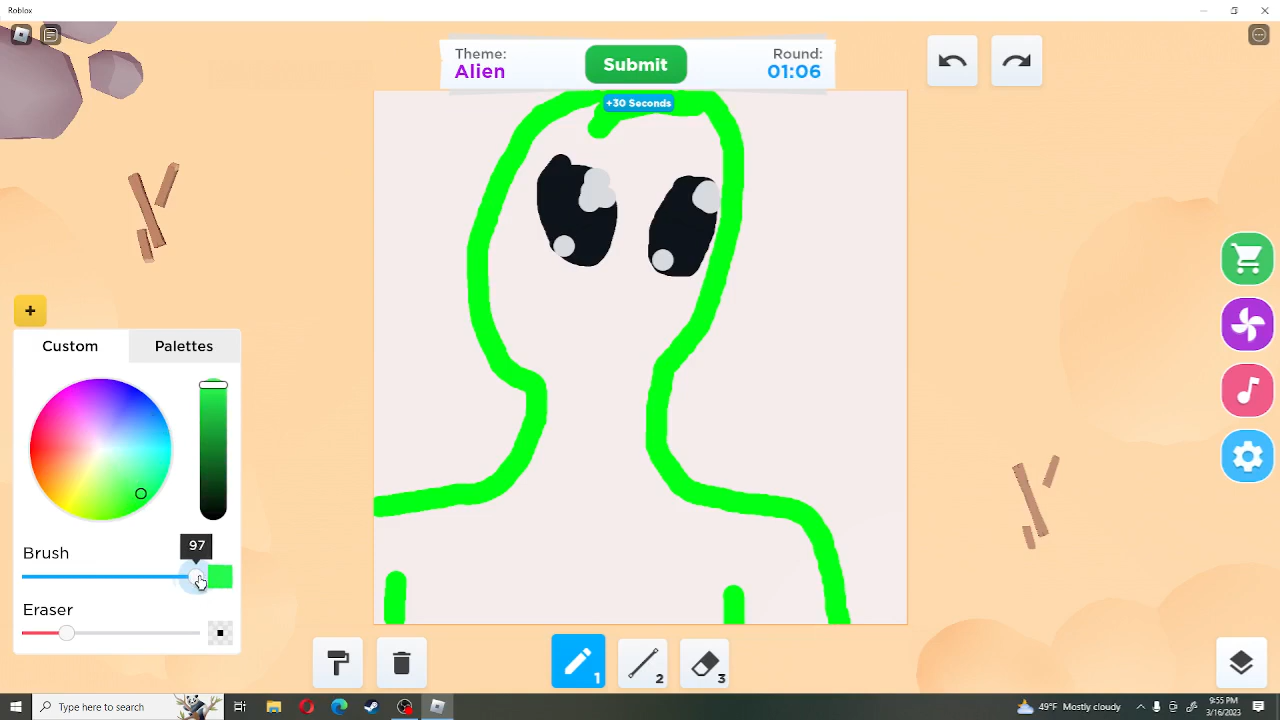 Roblox
Theme:
Alien
Submit
Round:
01:06
+30 Seconds
+
Custom
Palettes
Brush
97
Eraser
1
2
3
Type here to search
49°F Mostly cloudy
9:55 PM
3/16/2023